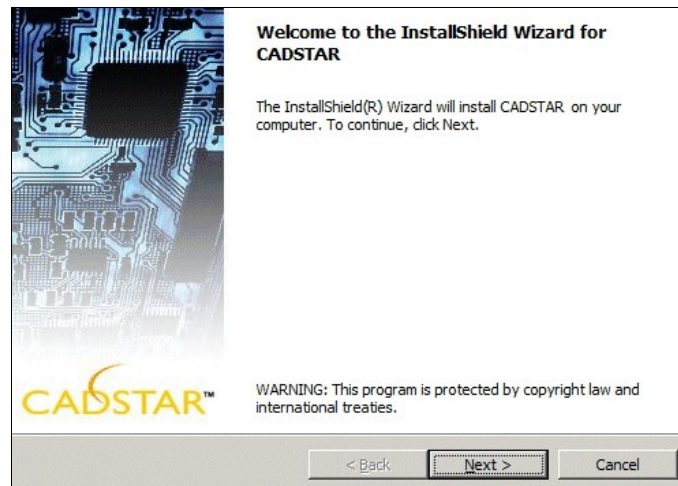 Welcome to the InstallShield Wizard for
CADSTAR
The InstallShield(R) Wizard will install CADSTAR on your
computer. To continue, click Next.
CADSTAR™
WARNING: This program is protected by copyright law and
international treaties.
< Back
Next >
Cancel